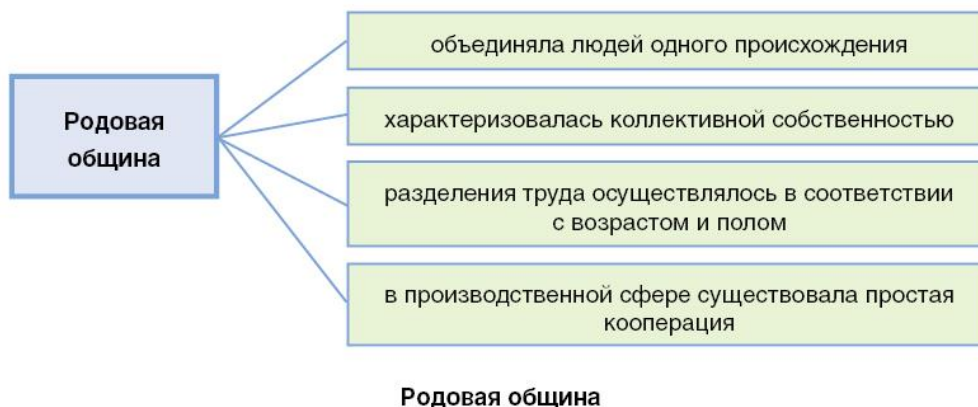 Родовая
община
объединяла людей одного происхождения
характеризовалась коллективной собственностью
разделения труда осуществлялось в соответствии
с возрастом и полом
в производственной сфере существовала простая
кооперация
Родовая община